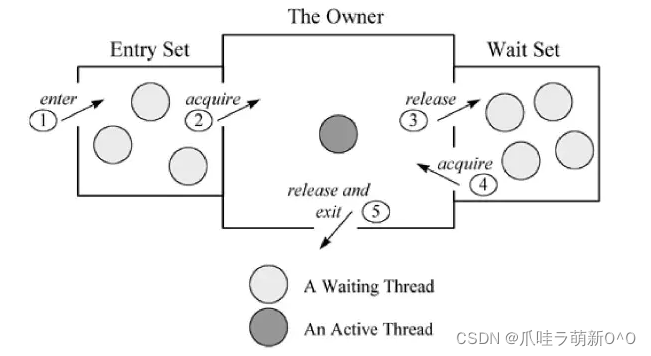 The Owner
Entry Set
Wait Set
enter
1
acquire
2
release
3
acquire
4
release and
exit
5
A Waiting Thread
An Active Thread
CSDN @爪哇ラ萌新O^O